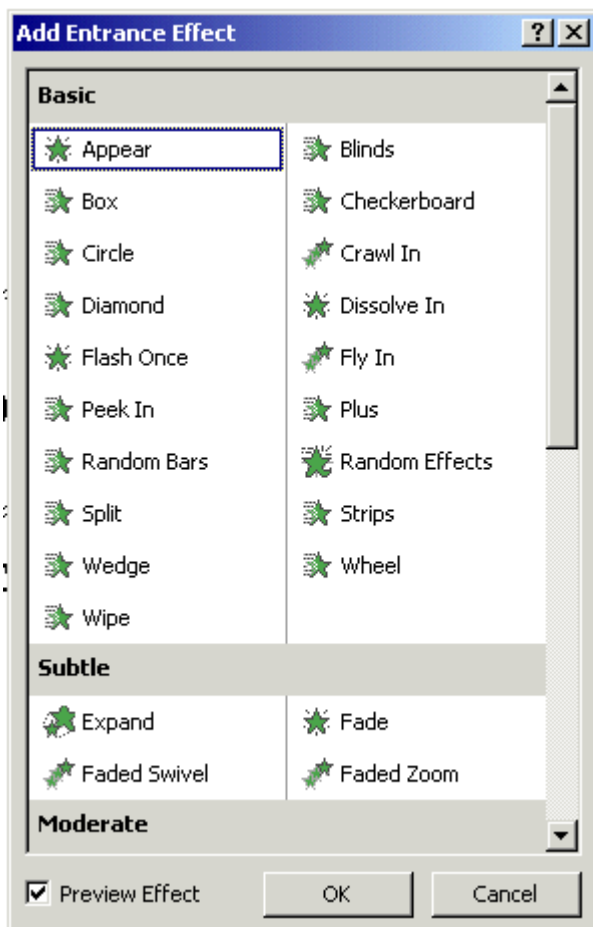 Add Entrance Effect
Basic
Appear Blinds
Box Checkerboard
Circle Crawl In
Diamond Dissolve In
Flash Once Fly In
Peek In Plus
Random Bars Random Effects
Split Strips
Wedge Wheel
Wipe
Subtle
Expand Fade
Faded Swivel Faded Zoom
Moderate
Preview Effect OK Cancel